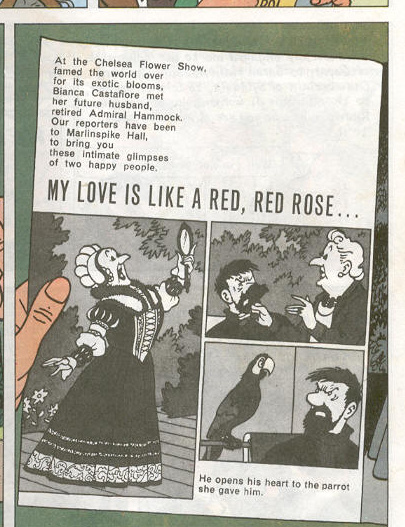 At the Chelsea Flower Show,
famed the world over
for its exotic blooms,
Bianca Castafiore met
her future husband,
retired Admiral Hammock.
Our reporters have been
to Marlinspike Hall,
to bring you
these intimate glimpses
of two happy people.
MY LOVE IS LIKE A RED, RED ROSE...
He opens his heart to the parrot
she gave him.